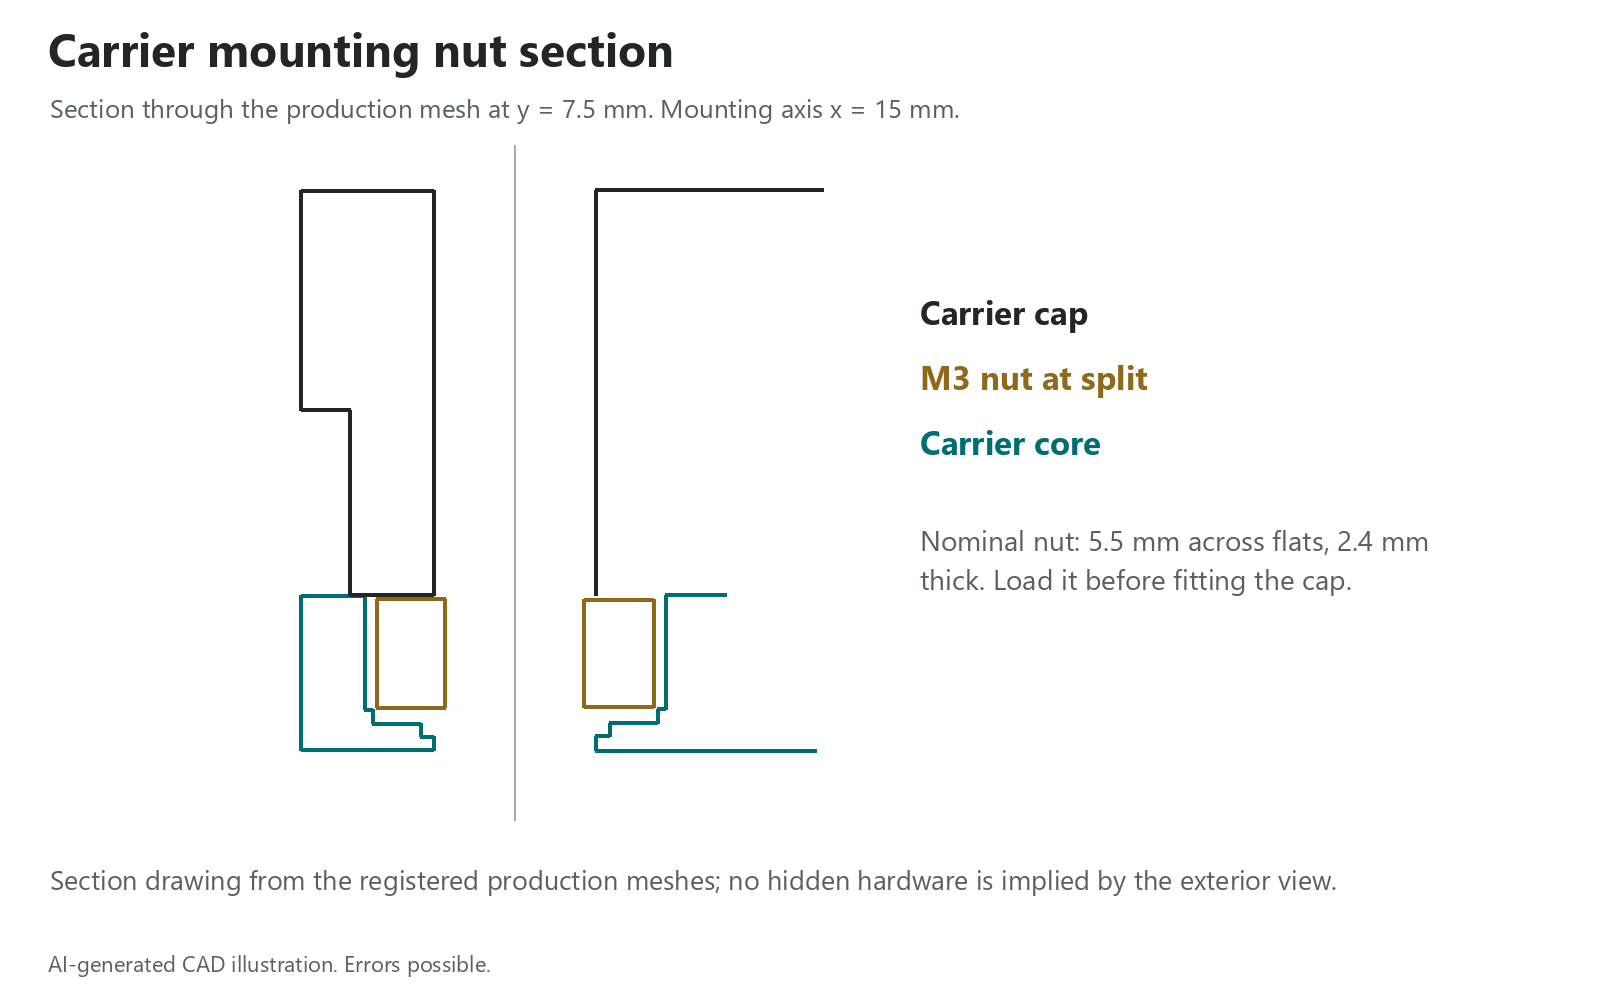 Carrier mounting nut section
Section through the production mesh at y = 7.5 mm. Mounting axis x = 15 mm.
Carrier cap
M3 nut at split
Carrier core
Nominal nut: 5.5 mm across flats, 2.4 mm
thick. Load it before fitting the cap.
Section drawing from the registered production meshes; no hidden hardware is implied by the exterior view.
AI-generated CAD illustration. Errors possible.